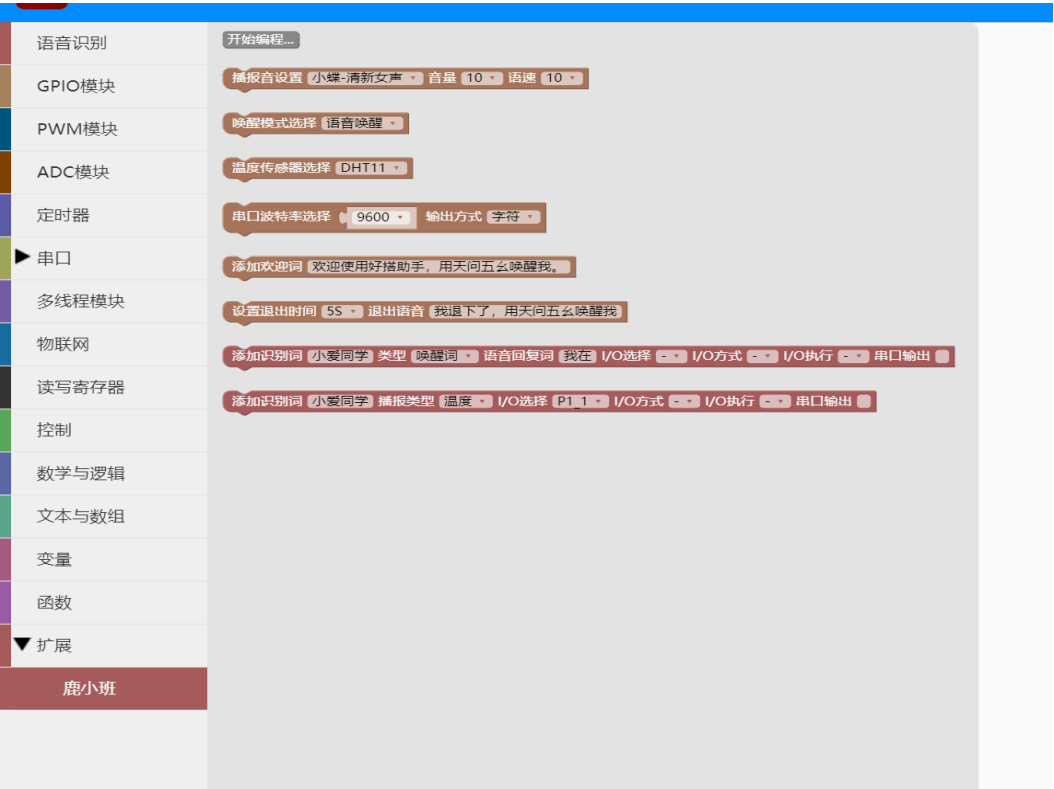 语音识别
GPIO模块
PWM模块
ADC模块
定时器
串口
多线程模块
物联网
读写寄存器
控制
数学与逻辑
文本与数组
变量
函数
扩展
鹿小班
开始编程...
播报音设置 小蝶-清新女声 音量 10 语速 10
唤醒模式选择 语音唤醒
温度传感器选择 DHT11
串口波特率选择 9600 输出方式 字符
添加欢迎词 欢迎使用好搭助手，用天问五幺唤醒我。
设置退出时间 5S 退出语音 我退下了，用天问五幺唤醒我
添加识别词 小爱同学 类型 唤醒词 语音回复词 我在 I/O选择 - I/O方式 - I/O执行 - 串口输出
添加识别词 小爱同学 播报类型 温度 I/O选择 P1_1 I/O方式 - I/O执行 - 串口输出